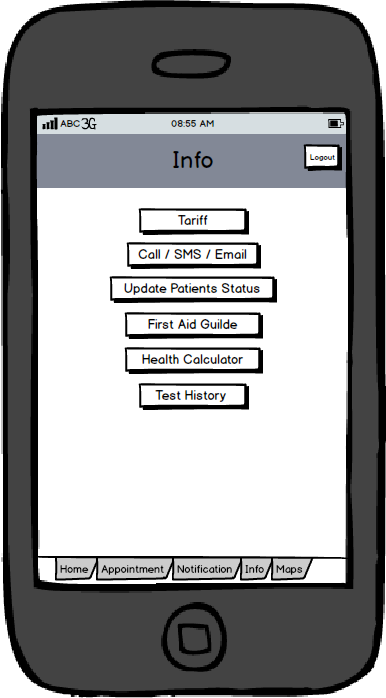 ABC 3G 08:55 AM
Info
Logout
Tariff
Call / SMS / Email
Update Patients Status
First Aid Guilde
Health Calculator
Test History
Home Appointment Notification Info Maps